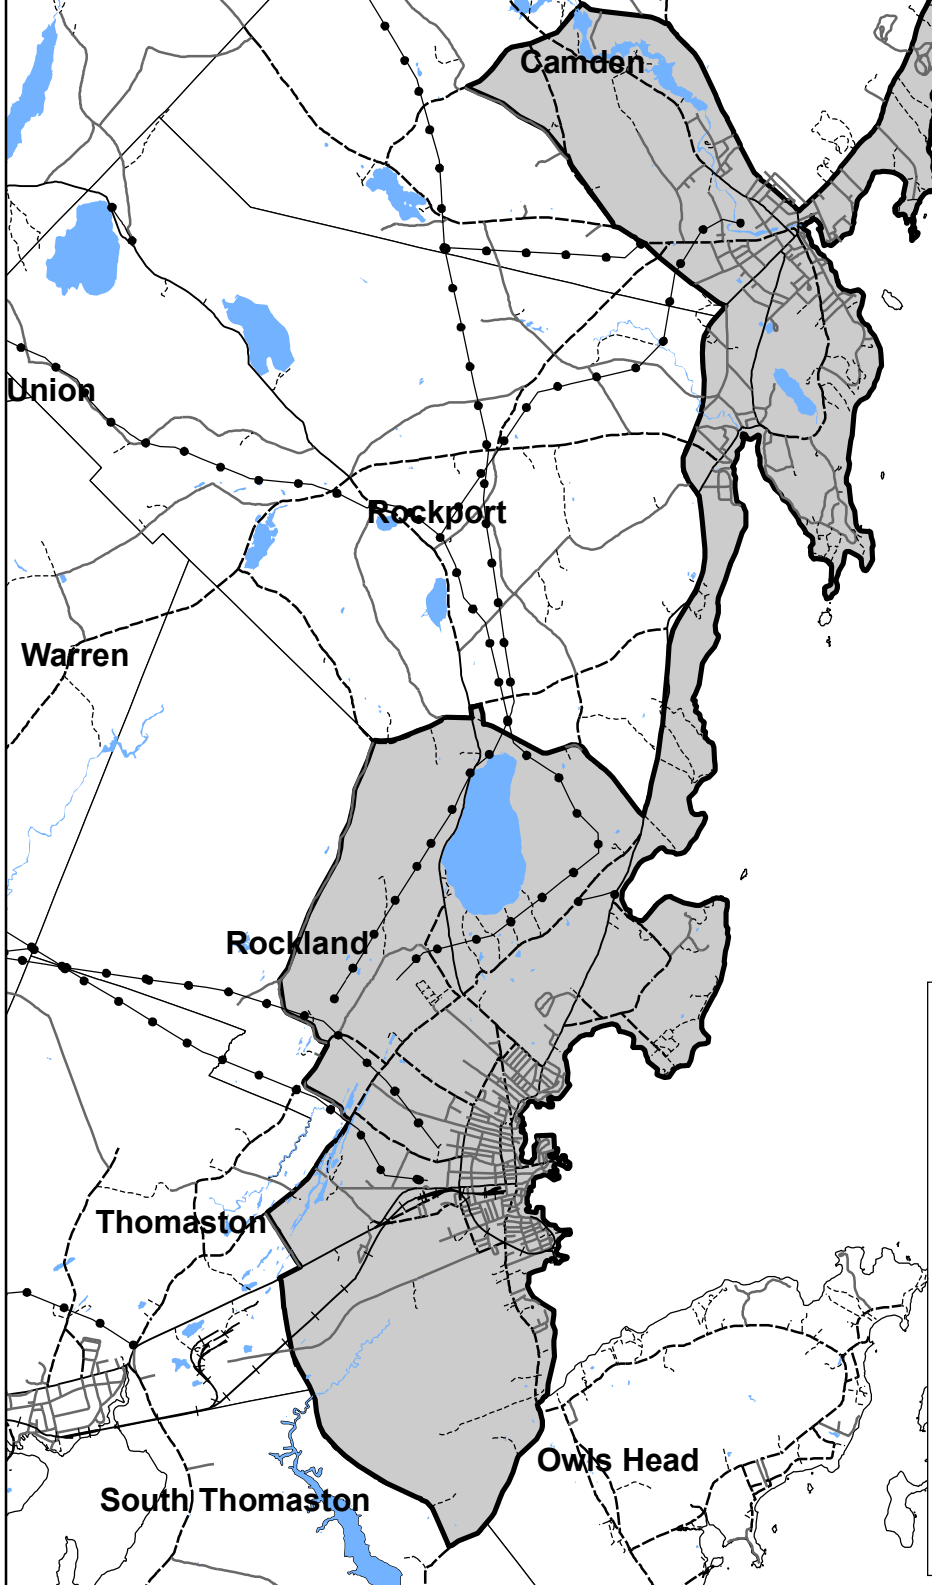 Camden
Union
Rockport
Warren
Rockland
Thomaston
Owls Head
South Thomaston